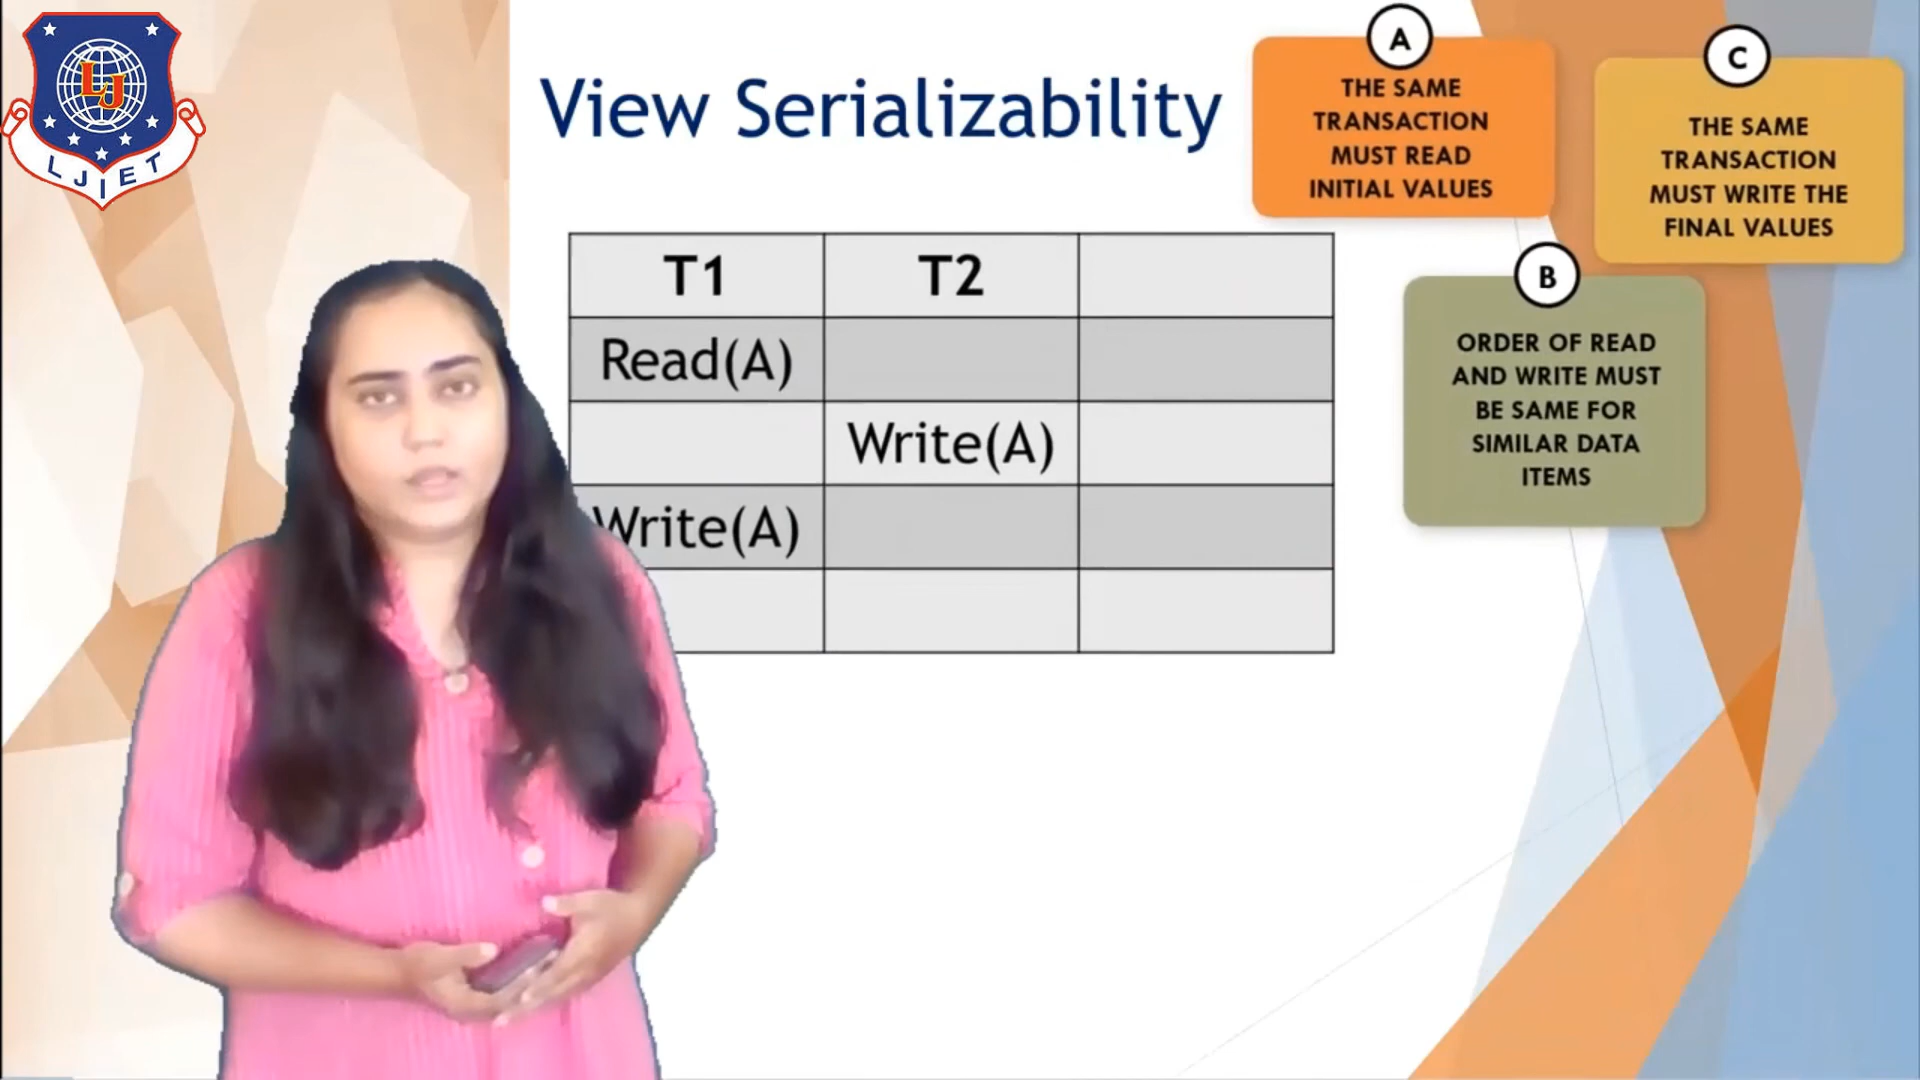 LJ
LJIET
View Serializability
A
THE SAME
TRANSACTION
MUST READ
INITIAL VALUES
C
THE SAME
TRANSACTION
MUST WRITE THE
FINAL VALUES
B
ORDER OF READ
AND WRITE MUST
BE SAME FOR
SIMILAR DATA
ITEMS
T1 T2
Read(A)
Write(A)
Write(A)